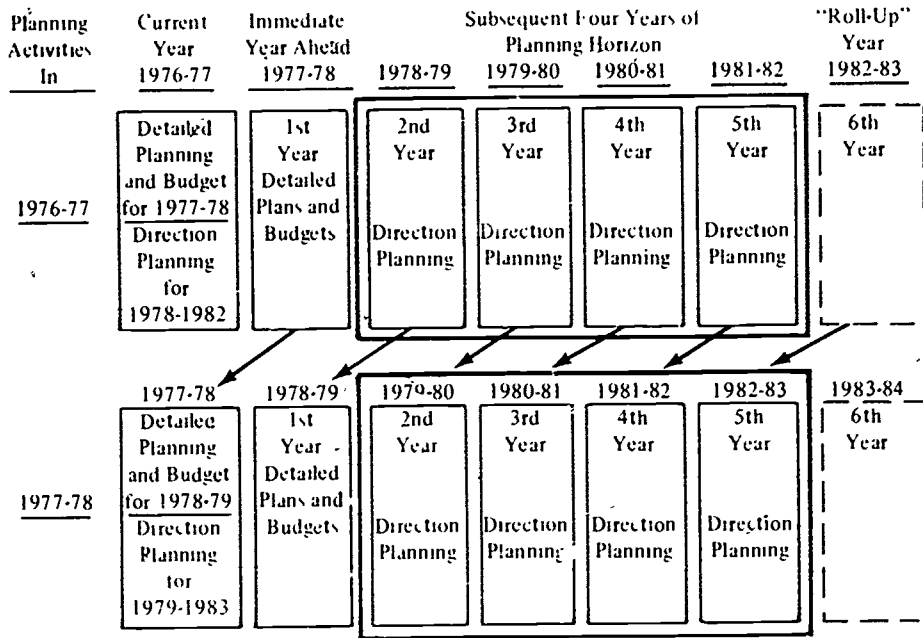 Planning
Activities
In
Current
Year
1976-77
Immediate
Year Ahead
1977-78
Subsequent Four Years of
Planning Horizon
1978-79
1979-80
1980-81
1981-82
"Roll-Up"
Year
1982-83
1976-77
Detailed
Planning
and Budget
for 1977-78
Direction
Planning
for
1978-1982
1st
Year
Detailed
Plans and
Budgets
2nd
Year
Direction
Planning
3rd
Year
Direction
Planning
4th
Year
Direction
Planning
5th
Year
Direction
Planning
6th
Year
1977-78
1977-78
Detailed
Planning
and Budget
for 1978-79
Direction
Planning
for
1979-1983
1978-79
1st
Year
Detailed
Plans and
Budgets
1979-80
2nd
Year
Direction
Planning
1980-81
3rd
Year
Direction
Planning
1981-82
4th
Year
Direction
Planning
1982-83
5th
Year
Direction
Planning
1983-84
6th
Year